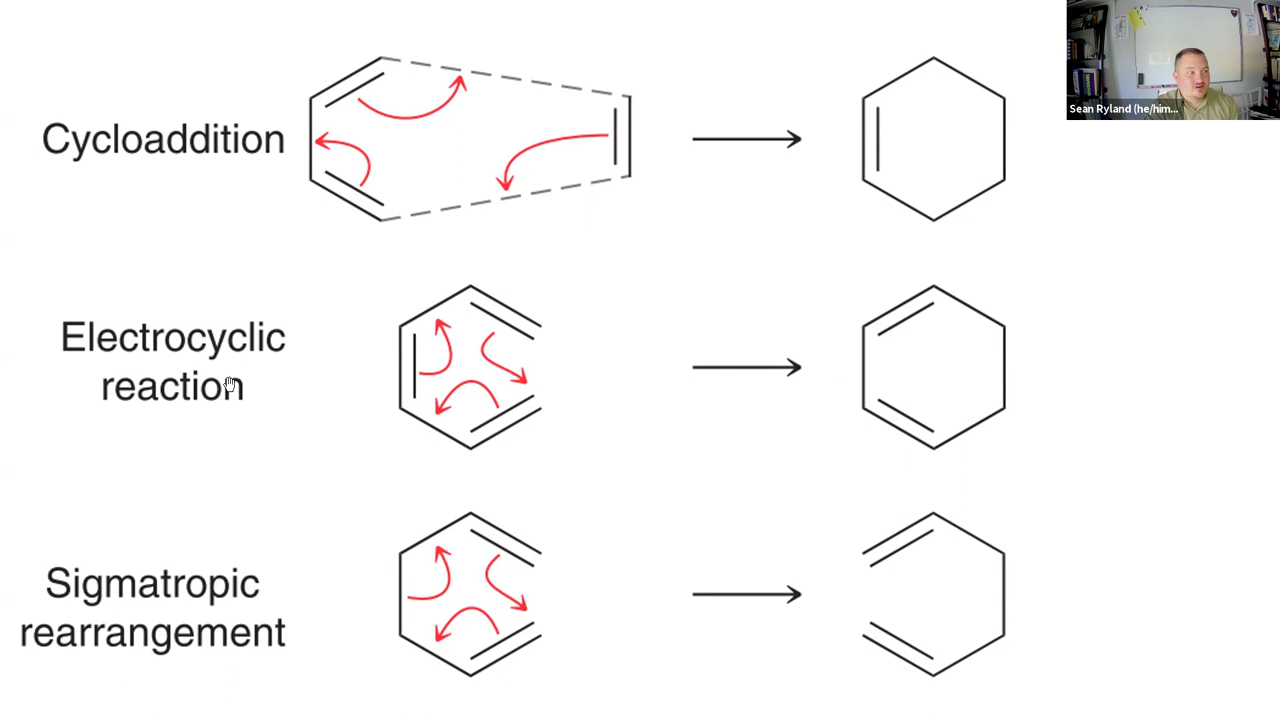 Sean Ryland (he/him...
Cycloaddition
Electrocyclic
reaction
Sigmatropic
rearrangement